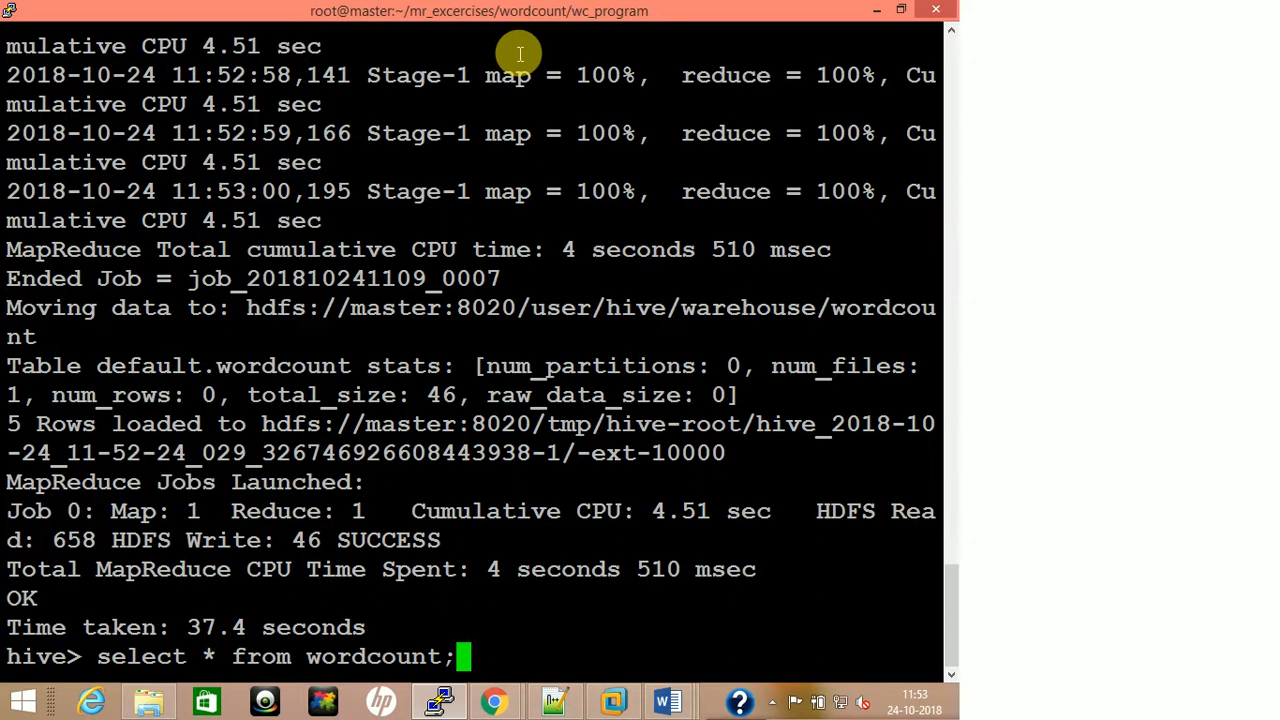 root@master:~/mr_excercises/wordcount/wc_program
mulative CPU 4.51 sec
2018-10-24 11:52:58,141 Stage-1 map = 100%,  reduce = 100%, Cu
mulative CPU 4.51 sec
2018-10-24 11:52:59,166 Stage-1 map = 100%,  reduce = 100%, Cu
mulative CPU 4.51 sec
2018-10-24 11:53:00,195 Stage-1 map = 100%,  reduce = 100%, Cu
mulative CPU 4.51 sec
MapReduce Total cumulative CPU time: 4 seconds 510 msec
Ended Job = job_201810241109_0007
Moving data to: hdfs://master:8020/user/hive/warehouse/wordcou
nt
Table default.wordcount stats: [num_partitions: 0, num_files:
1, num_rows: 0, total_size: 46, raw_data_size: 0]
5 Rows loaded to hdfs://master:8020/tmp/hive-root/hive_2018-10
-24_11-52-24_029_326746926608443938-1/-ext-10000
MapReduce Jobs Launched:
Job 0: Map: 1  Reduce: 1   Cumulative CPU: 4.51 sec   HDFS Rea
d: 658 HDFS Write: 46 SUCCESS
Total MapReduce CPU Time Spent: 4 seconds 510 msec
OK
Time taken: 37.4 seconds
hive> select * from wordcount;
11:53
24-10-2018